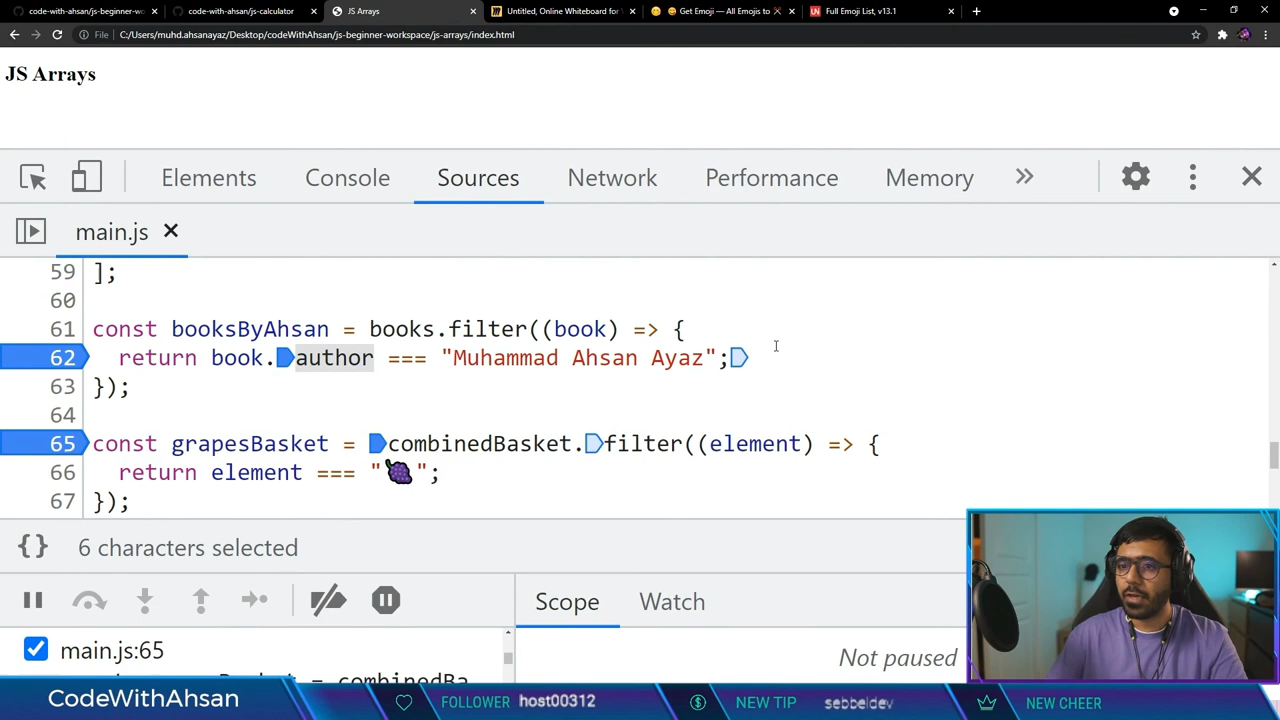 code-with-ahsan/js-beginner-wo
code-with-ahsan/js-calculator
JS Arrays
Untitled, Online Whiteboard for
Get Emoji — All Emojis to
Full Emoji List, v13.1
File
C:/Users/muhd.ahsanayaz/Desktop/codeWithAhsan/js-beginner-workspace/js-arrays/index.html
JS Arrays
Elements Console Sources Network Performance Memory
main.js
59 ];
60
61 const booksByAhsan = books.filter((book) => {
62 return book.author === "Muhammad Ahsan Ayaz";
63 });
64
65 const grapesBasket = combinedBasket.filter((element) => {
66 return element === "🍇";
67 });
{} 6 characters selected
Scope Watch
main.js:65
Not paused
CodeWithAhsan
FOLLOWER host00312
NEW TIP sebbeldev
NEW CHEER